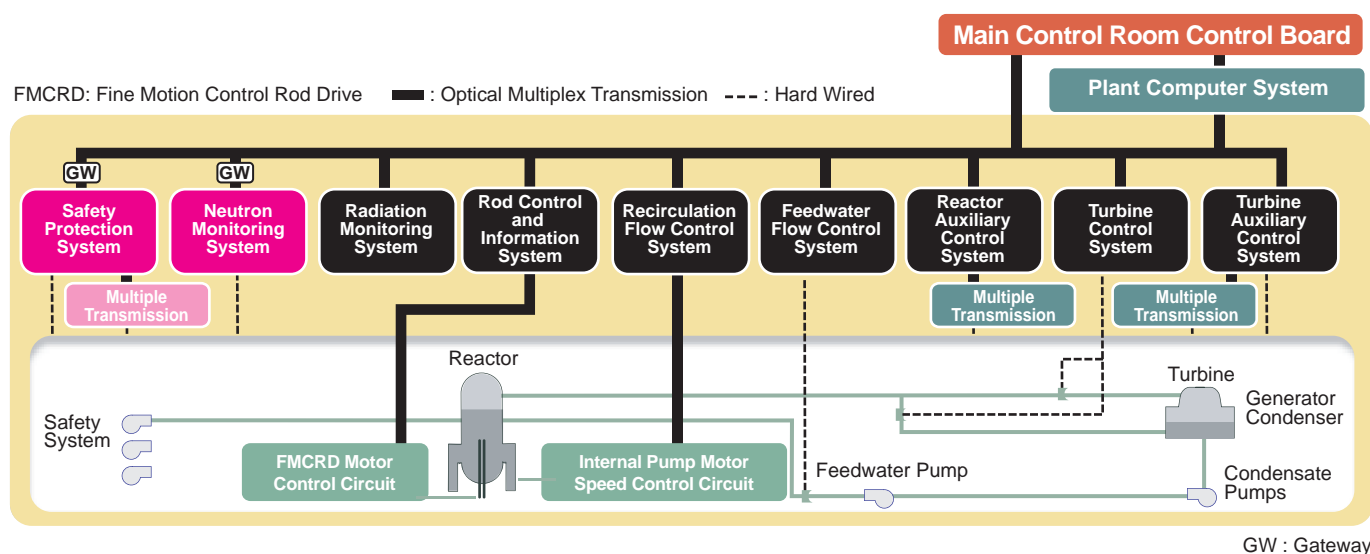 Main Control Room Control Board
FMCRD: Fine Motion Control Rod Drive : Optical Multiplex Transmission : Hard Wired
Plant Computer System
GW
GW
Safety
Protection
System
Neutron
Monitoring
System
Radiation
Monitoring
System
Rod Control
and
Information
System
Recirculation
Flow Control
System
Feedwater
Flow Control
System
Reactor
Auxiliary
Control
System
Turbine
Control
System
Turbine
Auxiliary
Control
System
Multiple
Transmission
Multiple
Transmission
Multiple
Transmission
Reactor
Turbine
Generator
Condenser
Safety
System
FMCRD Motor
Control Circuit
Internal Pump Motor
Speed Control Circuit
Feedwater Pump
Condensate
Pumps
GW : Gateway